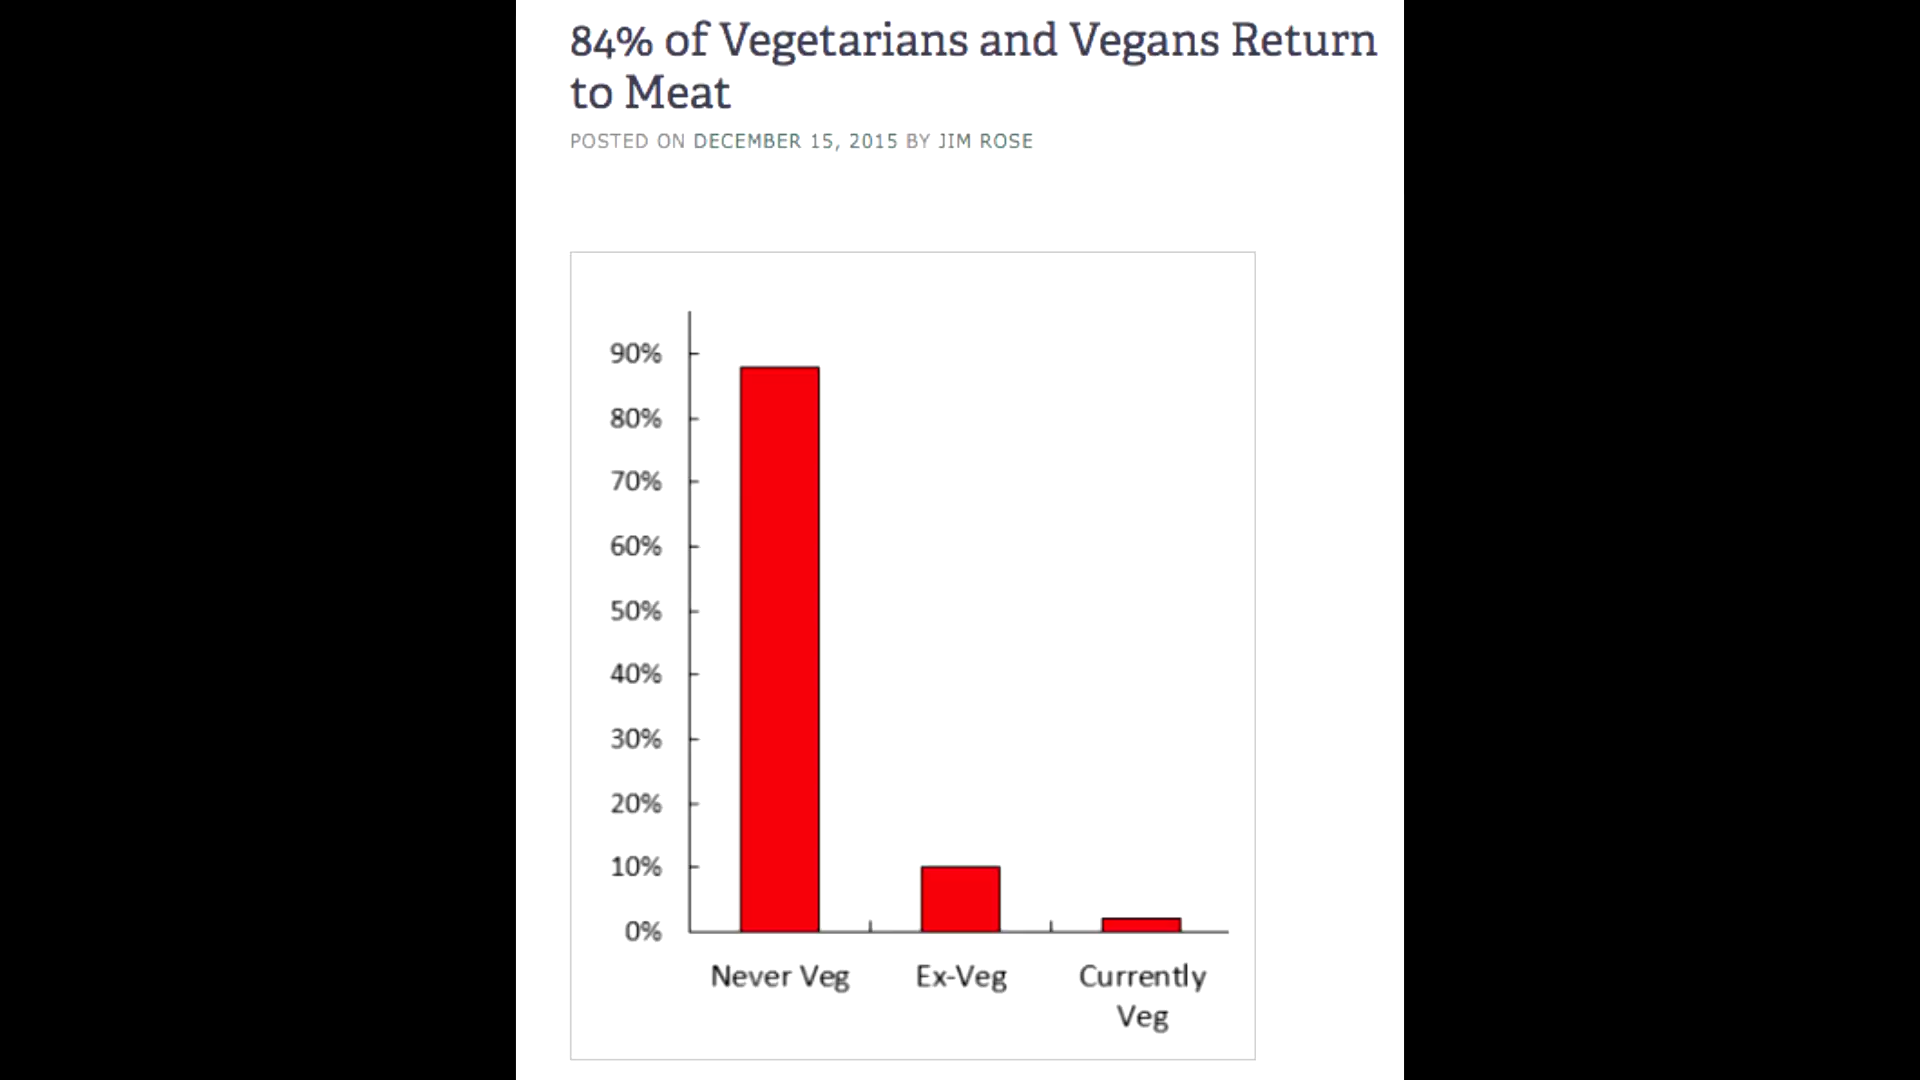 84% of Vegetarians and Vegans Return
to Meat
POSTED ON DECEMBER 15, 2015 BY JIM ROSE
90%
80%
70%
60%
50%
40%
30%
20%
10%
0%
Never Veg
Ex-Veg
Currently
Veg